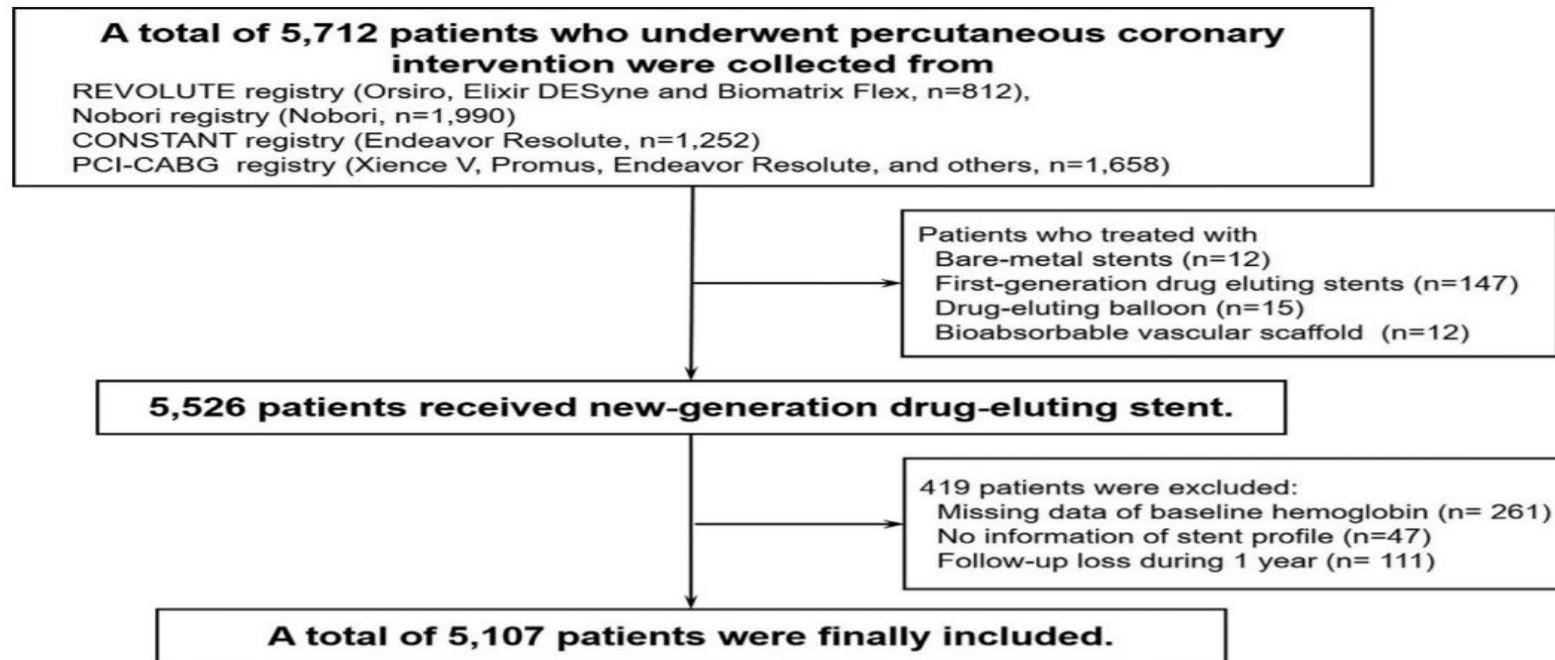 A total of 5,712 patients who underwent percutaneous coronary
intervention were collected from
REVOLUTE registry (Orsiro, Elixir DESyne and Biomatrix Flex, n=812),
Nobori registry (Nobori, n=1,990)
CONSTANT registry (Endeavor Resolute, n=1,252)
PCI-CABG registry (Xience V, Promus, Endeavor Resolute, and others, n=1,658)
Patients who treated with
Bare-metal stents (n=12)
First-generation drug eluting stents (n=147)
Drug-eluting balloon (n=15)
Bioabsorbable vascular scaffold (n=12)
5,526 patients received new-generation drug-eluting stent.
419 patients were excluded:
Missing data of baseline hemoglobin (n= 261)
No information of stent profile (n=47)
Follow-up loss during 1 year (n= 111)
A total of 5,107 patients were finally included.